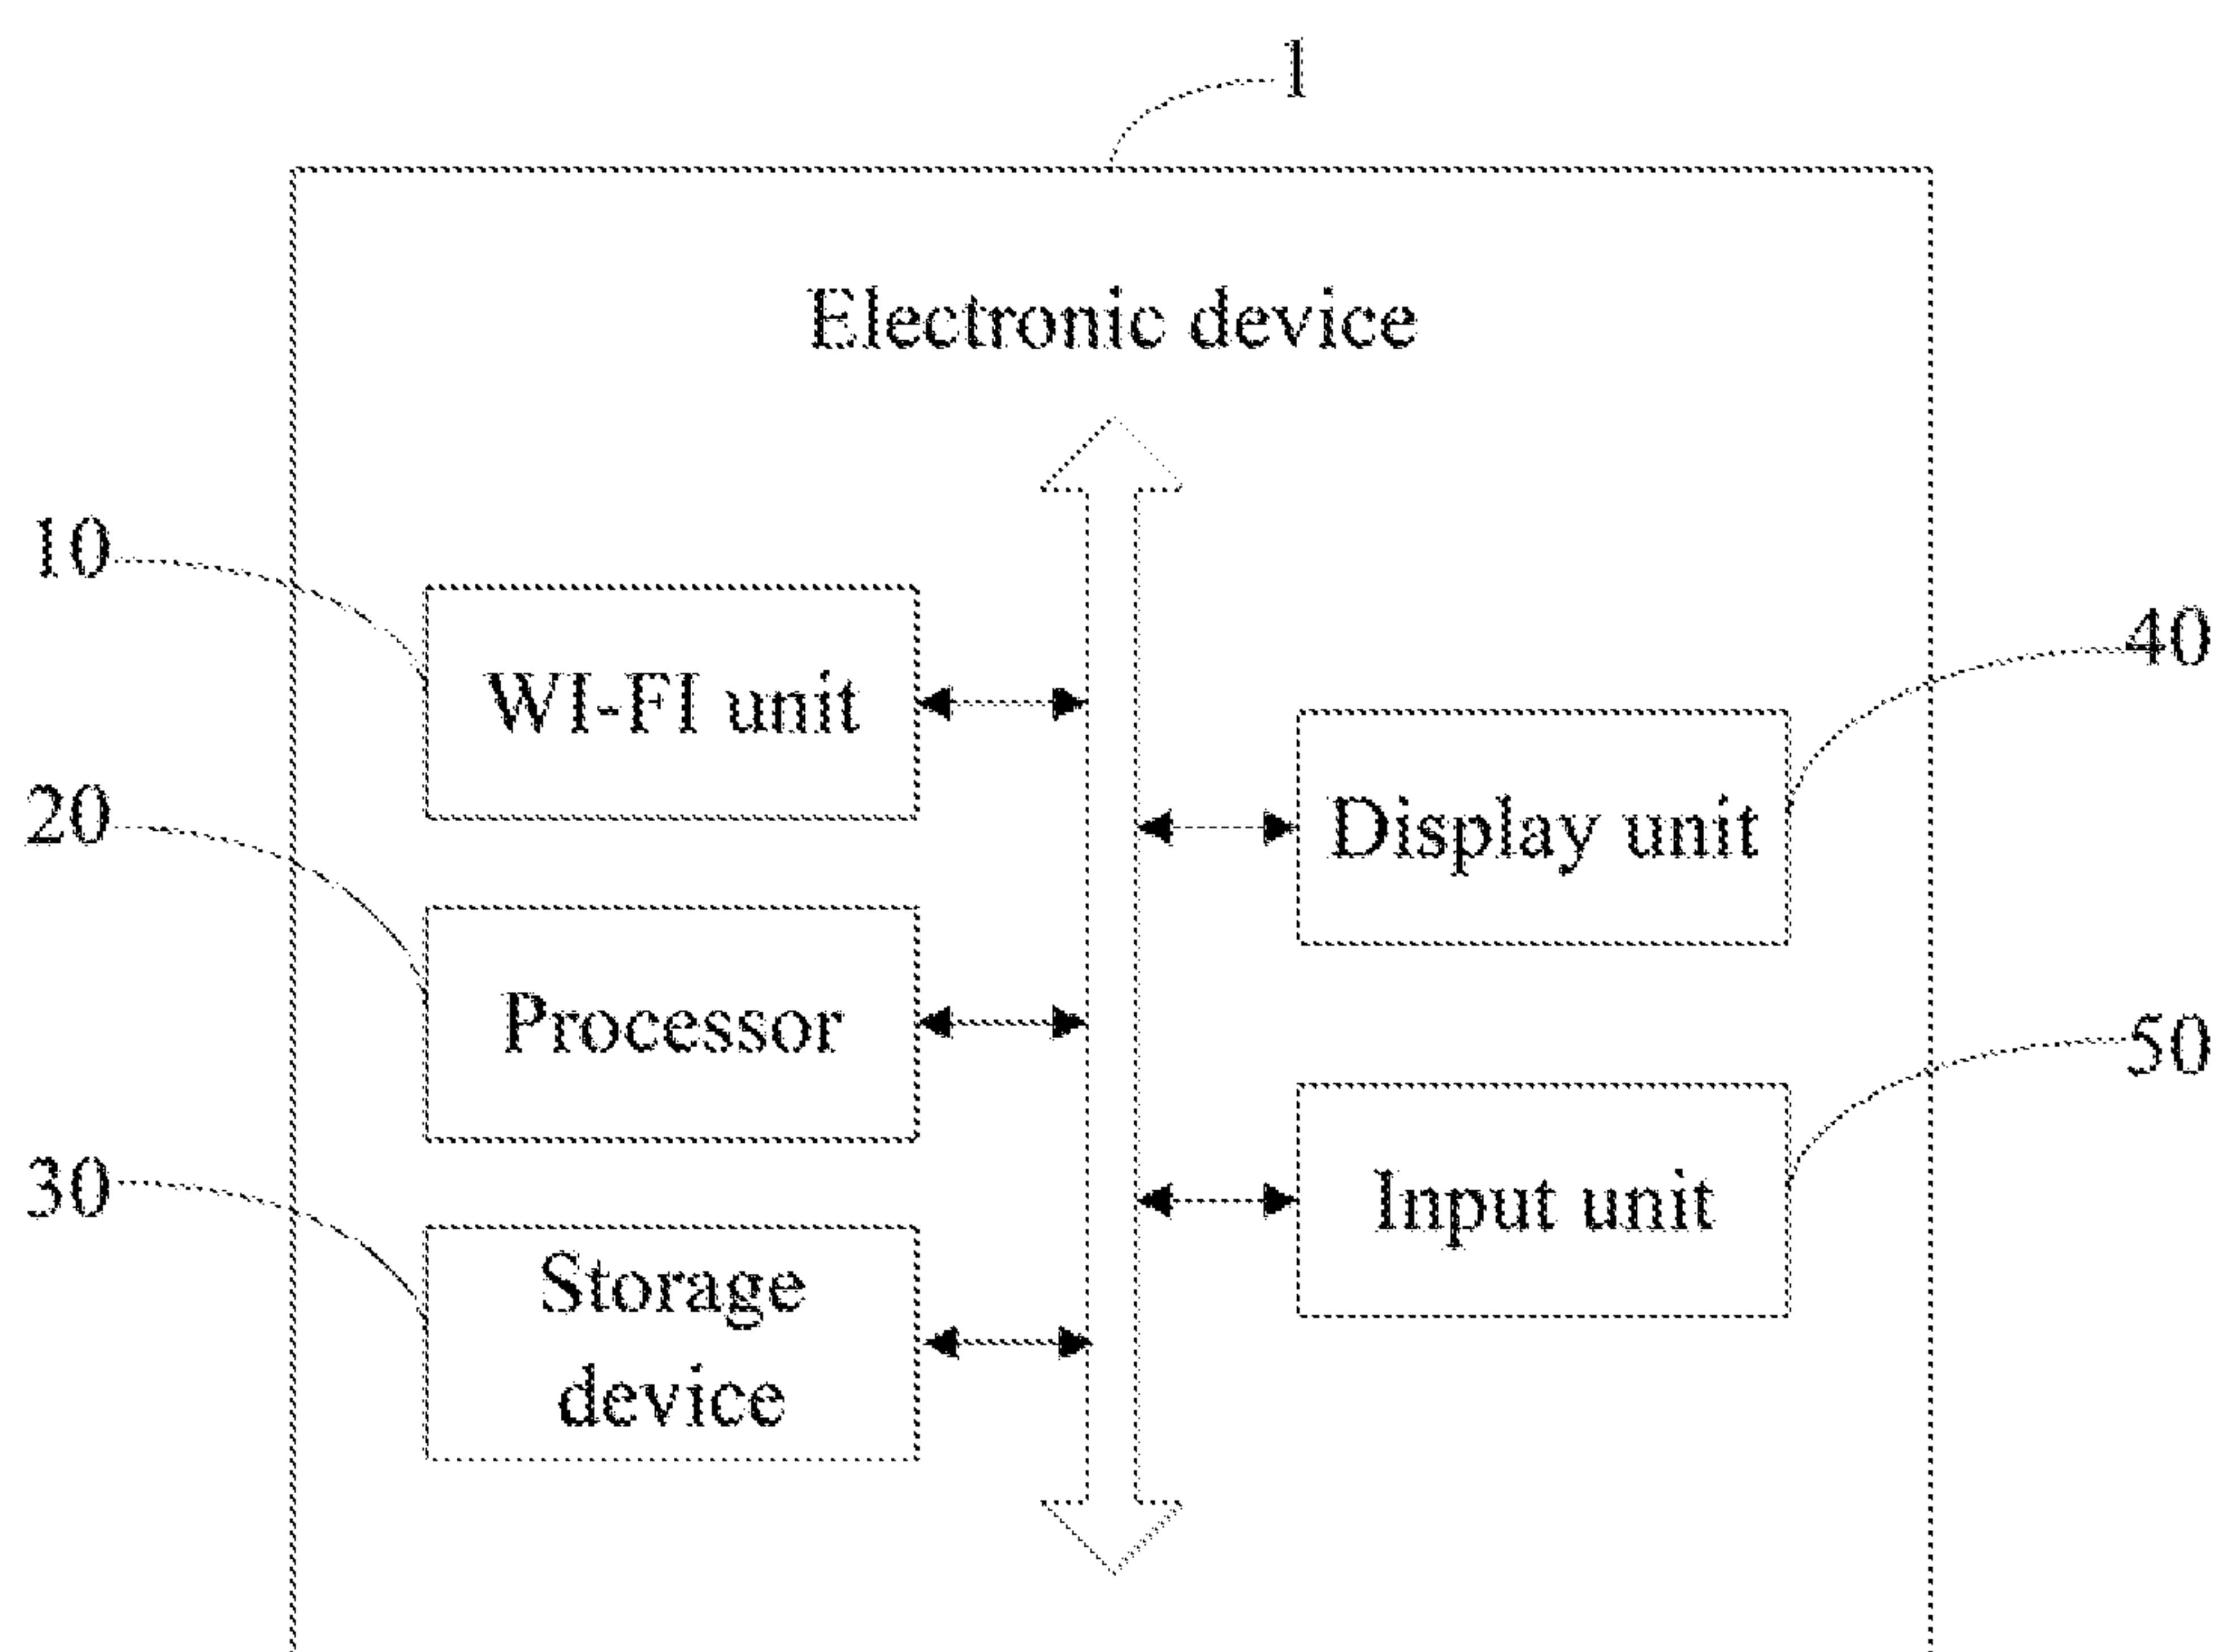 1
Electronic device
10
WI-FI unit
40
Display unit
20
Processor
50
Input unit
30
Storage
device